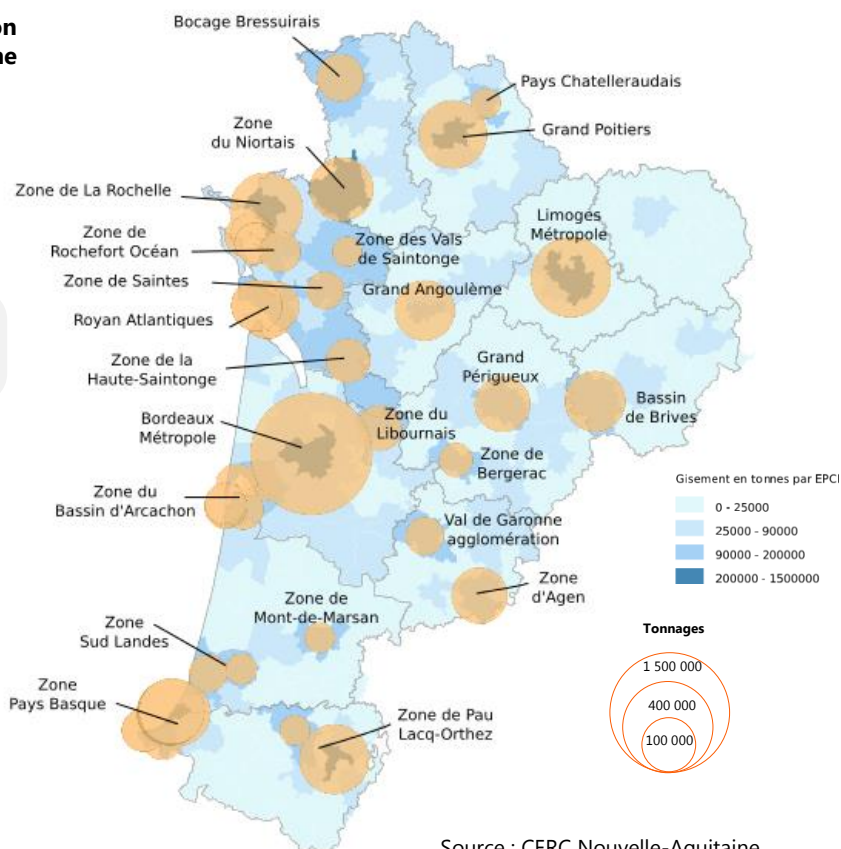 on
ne
Bocage Bressuirais
Pays Chatelleraudais
Zone
du Niortais
Grand Poitiers
Zone de La Rochelle
Limoges
Métropole
Zone de
Rochefort Océan
Zone des Vals
de Saintonge
Zone de Saintes
Grand Angoulème
Royan Atlantiques
Zone de la
Haute-Saintonge
Grand
Périgueux
Bassin
de Brives
Bordeaux
Métropole
Zone du
Libournais
Zone de
Bergerac
Gisement en tonnes par EPCI
0 - 25000
25000 - 90000
90000 - 200000
200000 - 1500000
Zone du
Bassin d'Arcachon
Val de Garonne
agglomération
Zone
d'Agen
Zone de
Mont-de-Marsan
Zone
Sud Landes
Tonnages
1 500 000
400 000
100 000
Zone
Pays Basque
Zone de Pau
Lacq-Orthez
Source : CERC Nouvelle-Aquitaine